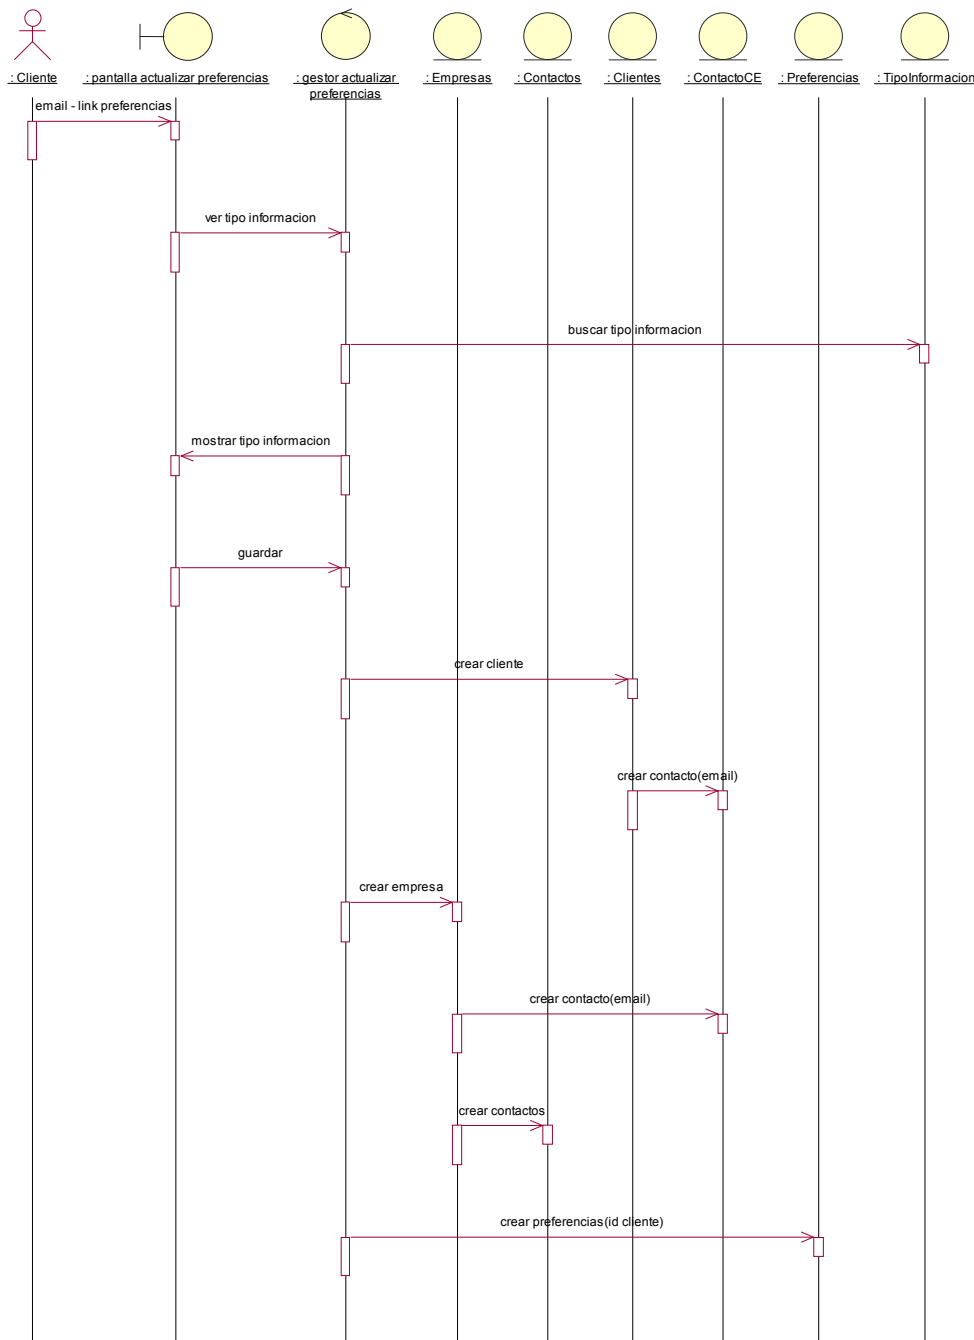 : Cliente
: pantalla actualizar preferencias
: gestor actualizar
preferencias
: Empresas
: Contactos
: Clientes
: ContactoCE
: Preferencias
: TipoInformacion
email - link preferencias
ver tipo informacion
buscar tipo informacion
mostrar tipo informacion
guardar
crear cliente
crear contacto(email)
crear empresa
crear contacto(email)
crear contactos
crear preferencias(id cliente)